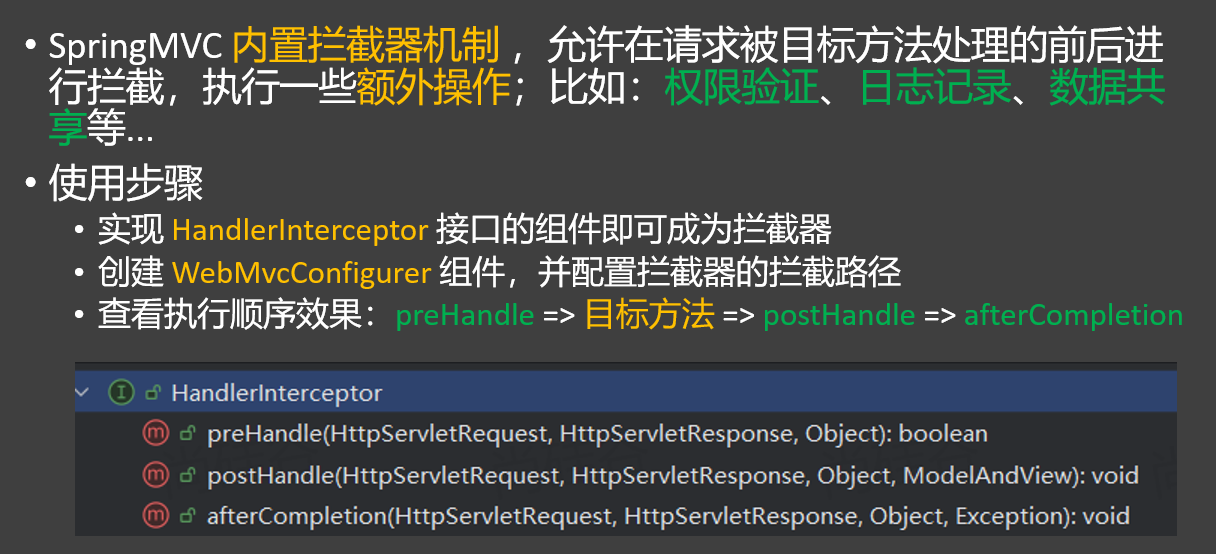 • SpringMVC 内置拦截器机制 ，允许在请求被目标方法处理的前后进
行拦截，执行一些额外操作；比如：权限验证、日志记录、数据共
享等...
• 使用步骤
• 实现 HandlerInterceptor 接口的组件即可成为拦截器
• 创建 WebMvcConfigurer 组件，并配置拦截器的拦截路径
• 查看执行顺序效果：preHandle => 目标方法 => postHandle => afterCompletion
HandlerInterceptor
preHandle(HttpServletRequest, HttpServletResponse, Object): boolean
postHandle(HttpServletRequest, HttpServletResponse, Object, ModelAndView): void
afterCompletion(HttpServletRequest, HttpServletResponse, Object, Exception): void